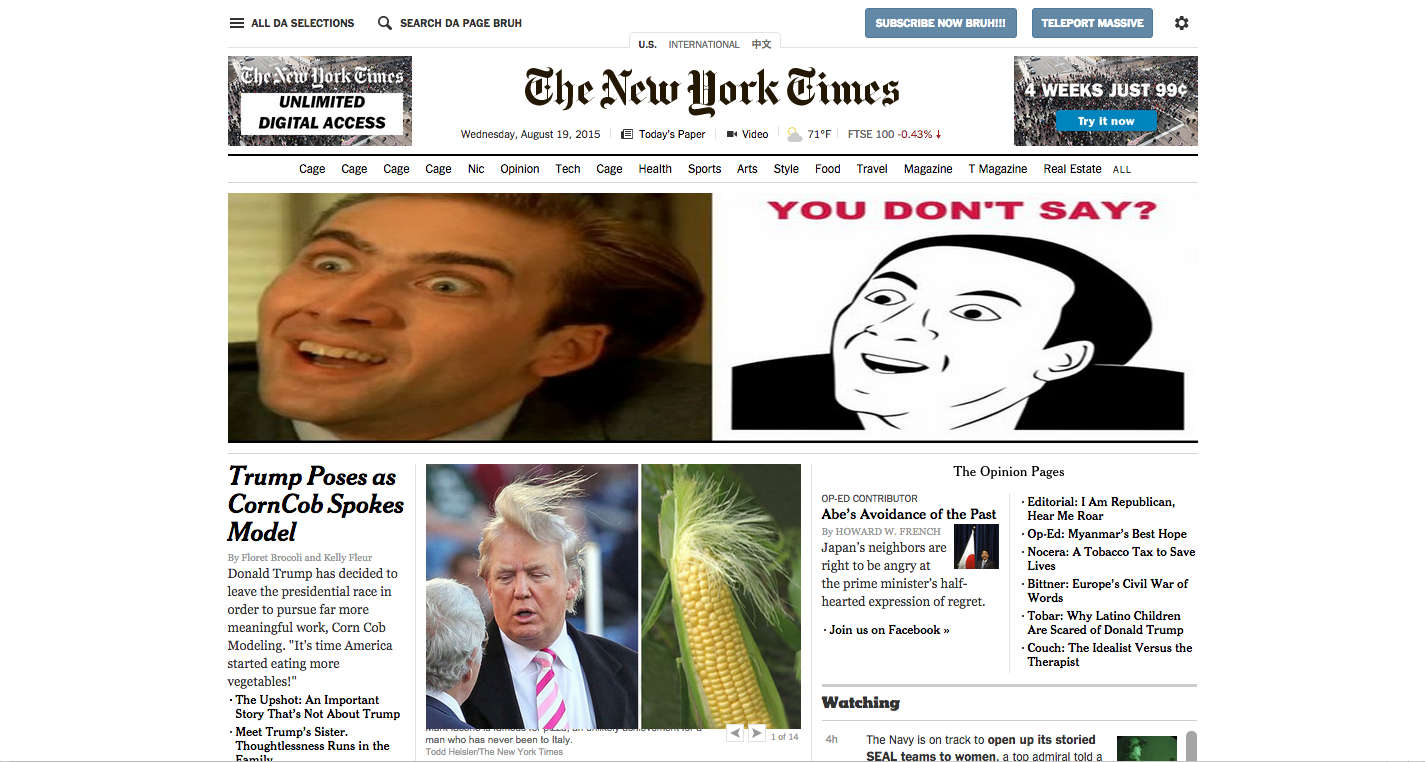 ALL DA SELECTIONS
SEARCH DA PAGE BRUH
SUBSCRIBE NOW BRUH!!!
TELEPORT MASSIVE
U.S. INTERNATIONAL 中文
The New York Times
UNLIMITED
DIGITAL ACCESS
The New York Times
4 WEEKS JUST 99¢
Try it now
Wednesday, August 19, 2015
Today's Paper
Video
71°F
FTSE 100 -0.43% ↓
Cage Cage Cage Cage Nic Opinion Tech Cage Health Sports Arts Style Food Travel Magazine T Magazine Real Estate ALL
YOU DON'T SAY?
Trump Poses as
CornCob Spokes
Model
By Floret Brocoli and Kelly Fleur
Donald Trump has decided to
leave the presidential race in
order to pursue far more
meaningful work, Corn Cob
Modeling. "It's time America
started eating more
vegetables!"
· The Upshot: An Important
Story That's Not About Trump
· Meet Trump's Sister.
Thoughtlessness Runs in the
Family
man who has never been to Italy.
Todd Heisler/The New York Times
1 of 14
The Opinion Pages
OP-ED CONTRIBUTOR
Abe's Avoidance of the Past
By HOWARD W. FRENCH
Japan's neighbors are
right to be angry at
the prime minister's half-
hearted expression of regret.
· Join us on Facebook »
· Editorial: I Am Republican,
Hear Me Roar
· Op-Ed: Myanmar's Best Hope
· Nocera: A Tobacco Tax to Save
Lives
· Bittner: Europe's Civil War of
Words
· Tobar: Why Latino Children
Are Scared of Donald Trump
· Couch: The Idealist Versus the
Therapist
Watching
4h
The Navy is on track to open up its storied
SEAL teams to women, a top admiral told a